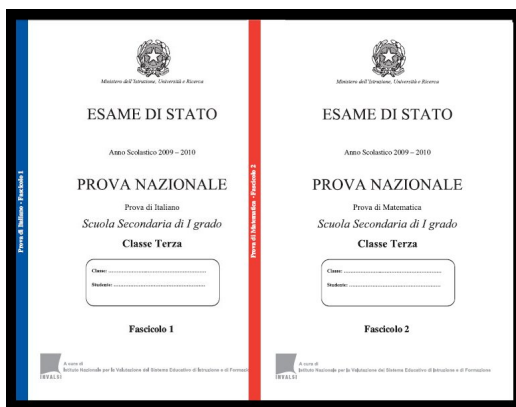 Prova di Italiano - Fascicolo 1
Ministero dell'Istruzione, Università e Ricerca
ESAME DI STATO
Anno Scolastico 2009 – 2010
PROVA NAZIONALE
Prova di Italiano
Scuola Secondaria di I grado
Classe Terza
Classe: ..........................................................
Studente: ......................................................
Fascicolo 1
INVALSI
A cura di
Istituto Nazionale per la Valutazione del Sistema Educativo di Istruzione e di Formazi
Prova di Matematica - Fascicolo 2
Ministero dell'Istruzione, Università e Ricerca
ESAME DI STATO
Anno Scolastico 2009 – 2010
PROVA NAZIONALE
Prova di Matematica
Scuola Secondaria di I grado
Classe Terza
Classe: ..........................................................
Studente: ......................................................
Fascicolo 2
INVALSI
A cura di
Istituto Nazionale per la Valutazione del Sistema Educativo di Istruzione e di Formazione